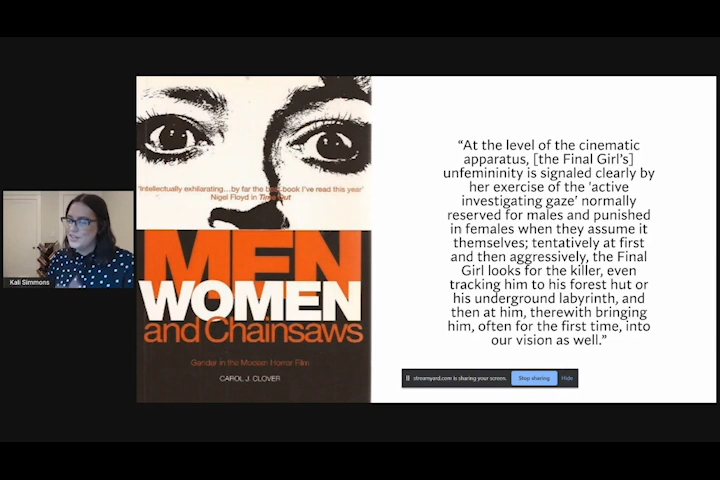 'Intellectually exhilarating...by far the best book I've read this year'
Nigel Floyd in Time Out
MEN
WOMEN
and Chainsaws
Gender in the Modern Horror Film
CAROL J. CLOVER
Kali Simmons
“At the level of the cinematic
apparatus, [the Final Girl’s]
unfemininity is signaled clearly by
her exercise of the 'active
investigating gaze’ normally
reserved for males and punished
in females when they assume it
themselves; tentatively at first
and then aggressively, the Final
Girl looks for the killer, even
tracking him to his forest hut or
his underground labyrinth, and
then at him, therewith bringing
him, often for the first time, into
our vision as well.”
streamyard.com is sharing your screen.
Stop sharing
Hide